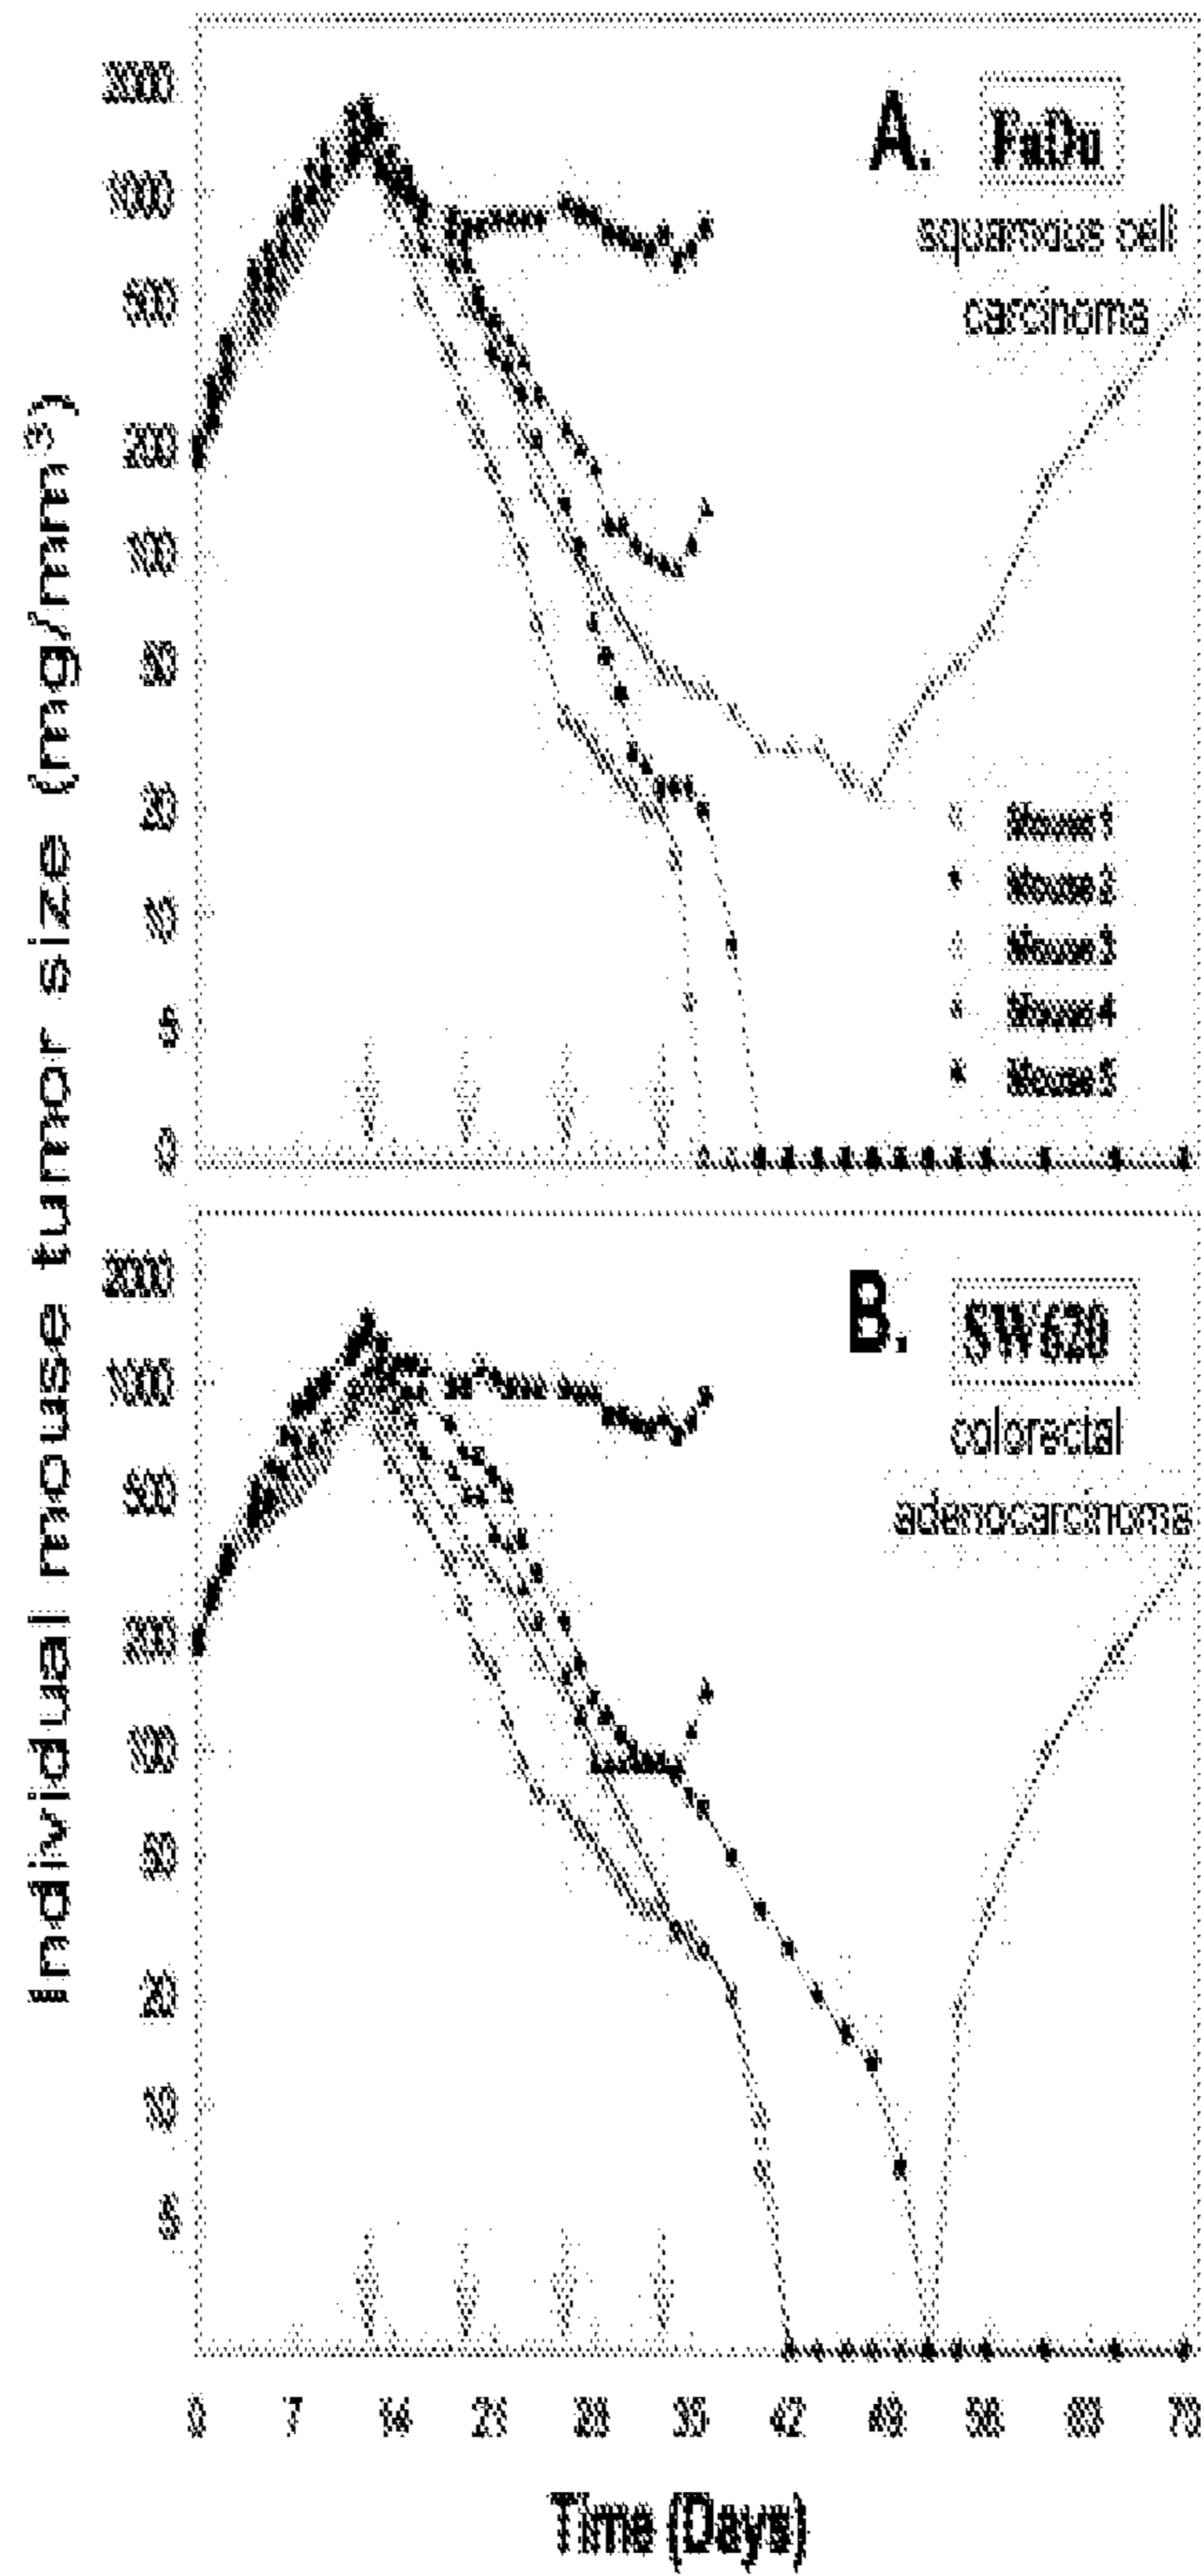 Individual mouse tumor size (mg/mm³)
2000
1000
500
200
100
50
20
10
5
2
A. FaDu
squamous cell
carcinoma
Mouse 1
Mouse 2
Mouse 3
Mouse 4
Mouse 5
2000
1000
500
200
100
50
20
10
5
B. SW620
colorectal
adenocarcinoma
0 7 14 21 28 35 42 49 56 63 70
Time (Days)